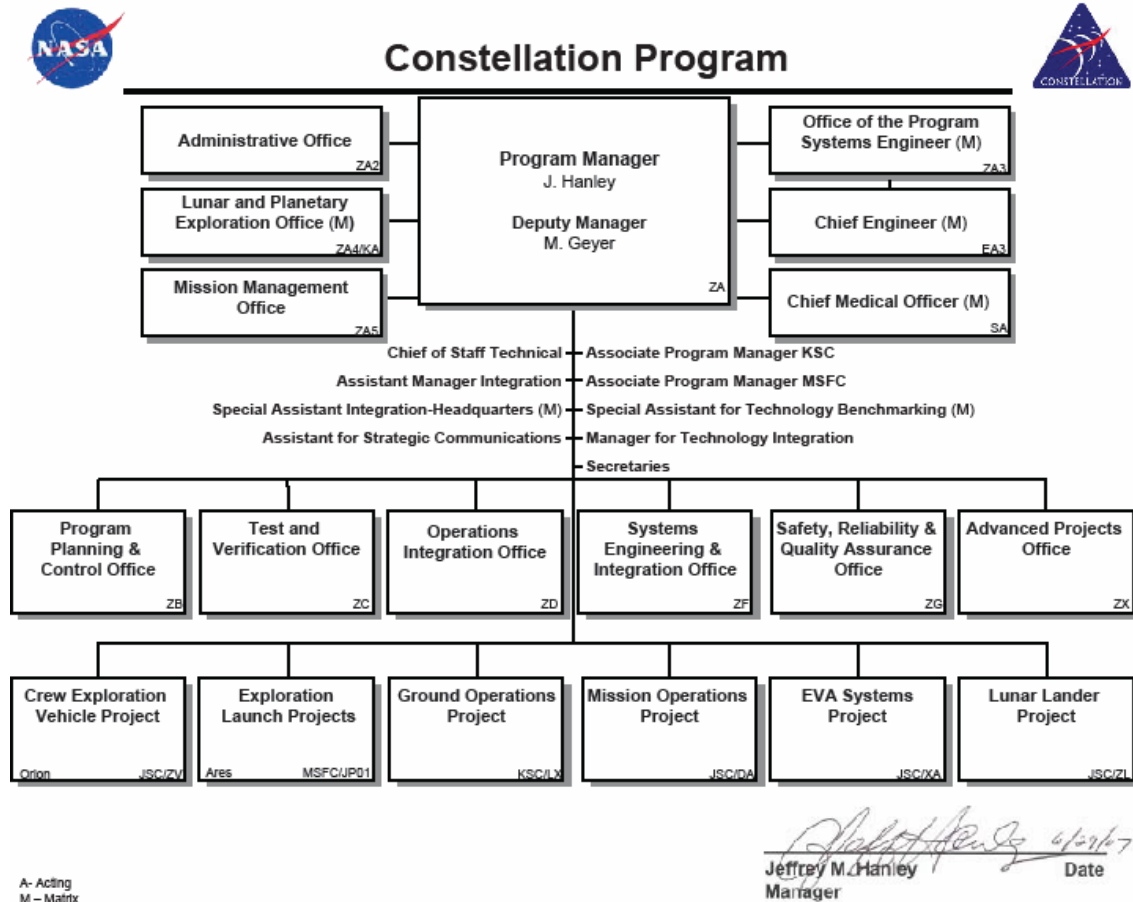 NASA
Constellation Program
CONSTELLATION
Administrative Office
ZA2
Lunar and Planetary
Exploration Office (M)
ZA4/KA
Mission Management
Office
ZA5
Program Manager
J. Hanley
Deputy Manager
M. Geyer
ZA
Office of the Program
Systems Engineer (M)
ZA3
Chief Engineer (M)
EA3
Chief Medical Officer (M)
SA
Chief of Staff Technical
Associate Program Manager KSC
Assistant Manager Integration
Associate Program Manager MSFC
Special Assistant Integration-Headquarters (M)
Special Assistant for Technology Benchmarking (M)
Assistant for Strategic Communications
Manager for Technology Integration
Secretaries
Program
Planning &
Control Office
ZB
Test and
Verification Office
ZC
Operations
Integration Office
ZD
Systems
Engineering &
Integration Office
ZF
Safety, Reliability &
Quality Assurance
Office
ZG
Advanced Projects
Office
ZX
Crew Exploration
Vehicle Project
Orion JSC/ZV
Exploration
Launch Projects
Ares MSFC/JP01
Ground Operations
Project
KSC/LX
Mission Operations
Project
JSC/DA
EVA Systems
Project
JSC/XA
Lunar Lander
Project
JSC/ZL
6/29/07
Jeffrey M. Hanley Date
Manager
A- Acting
M – Matrix